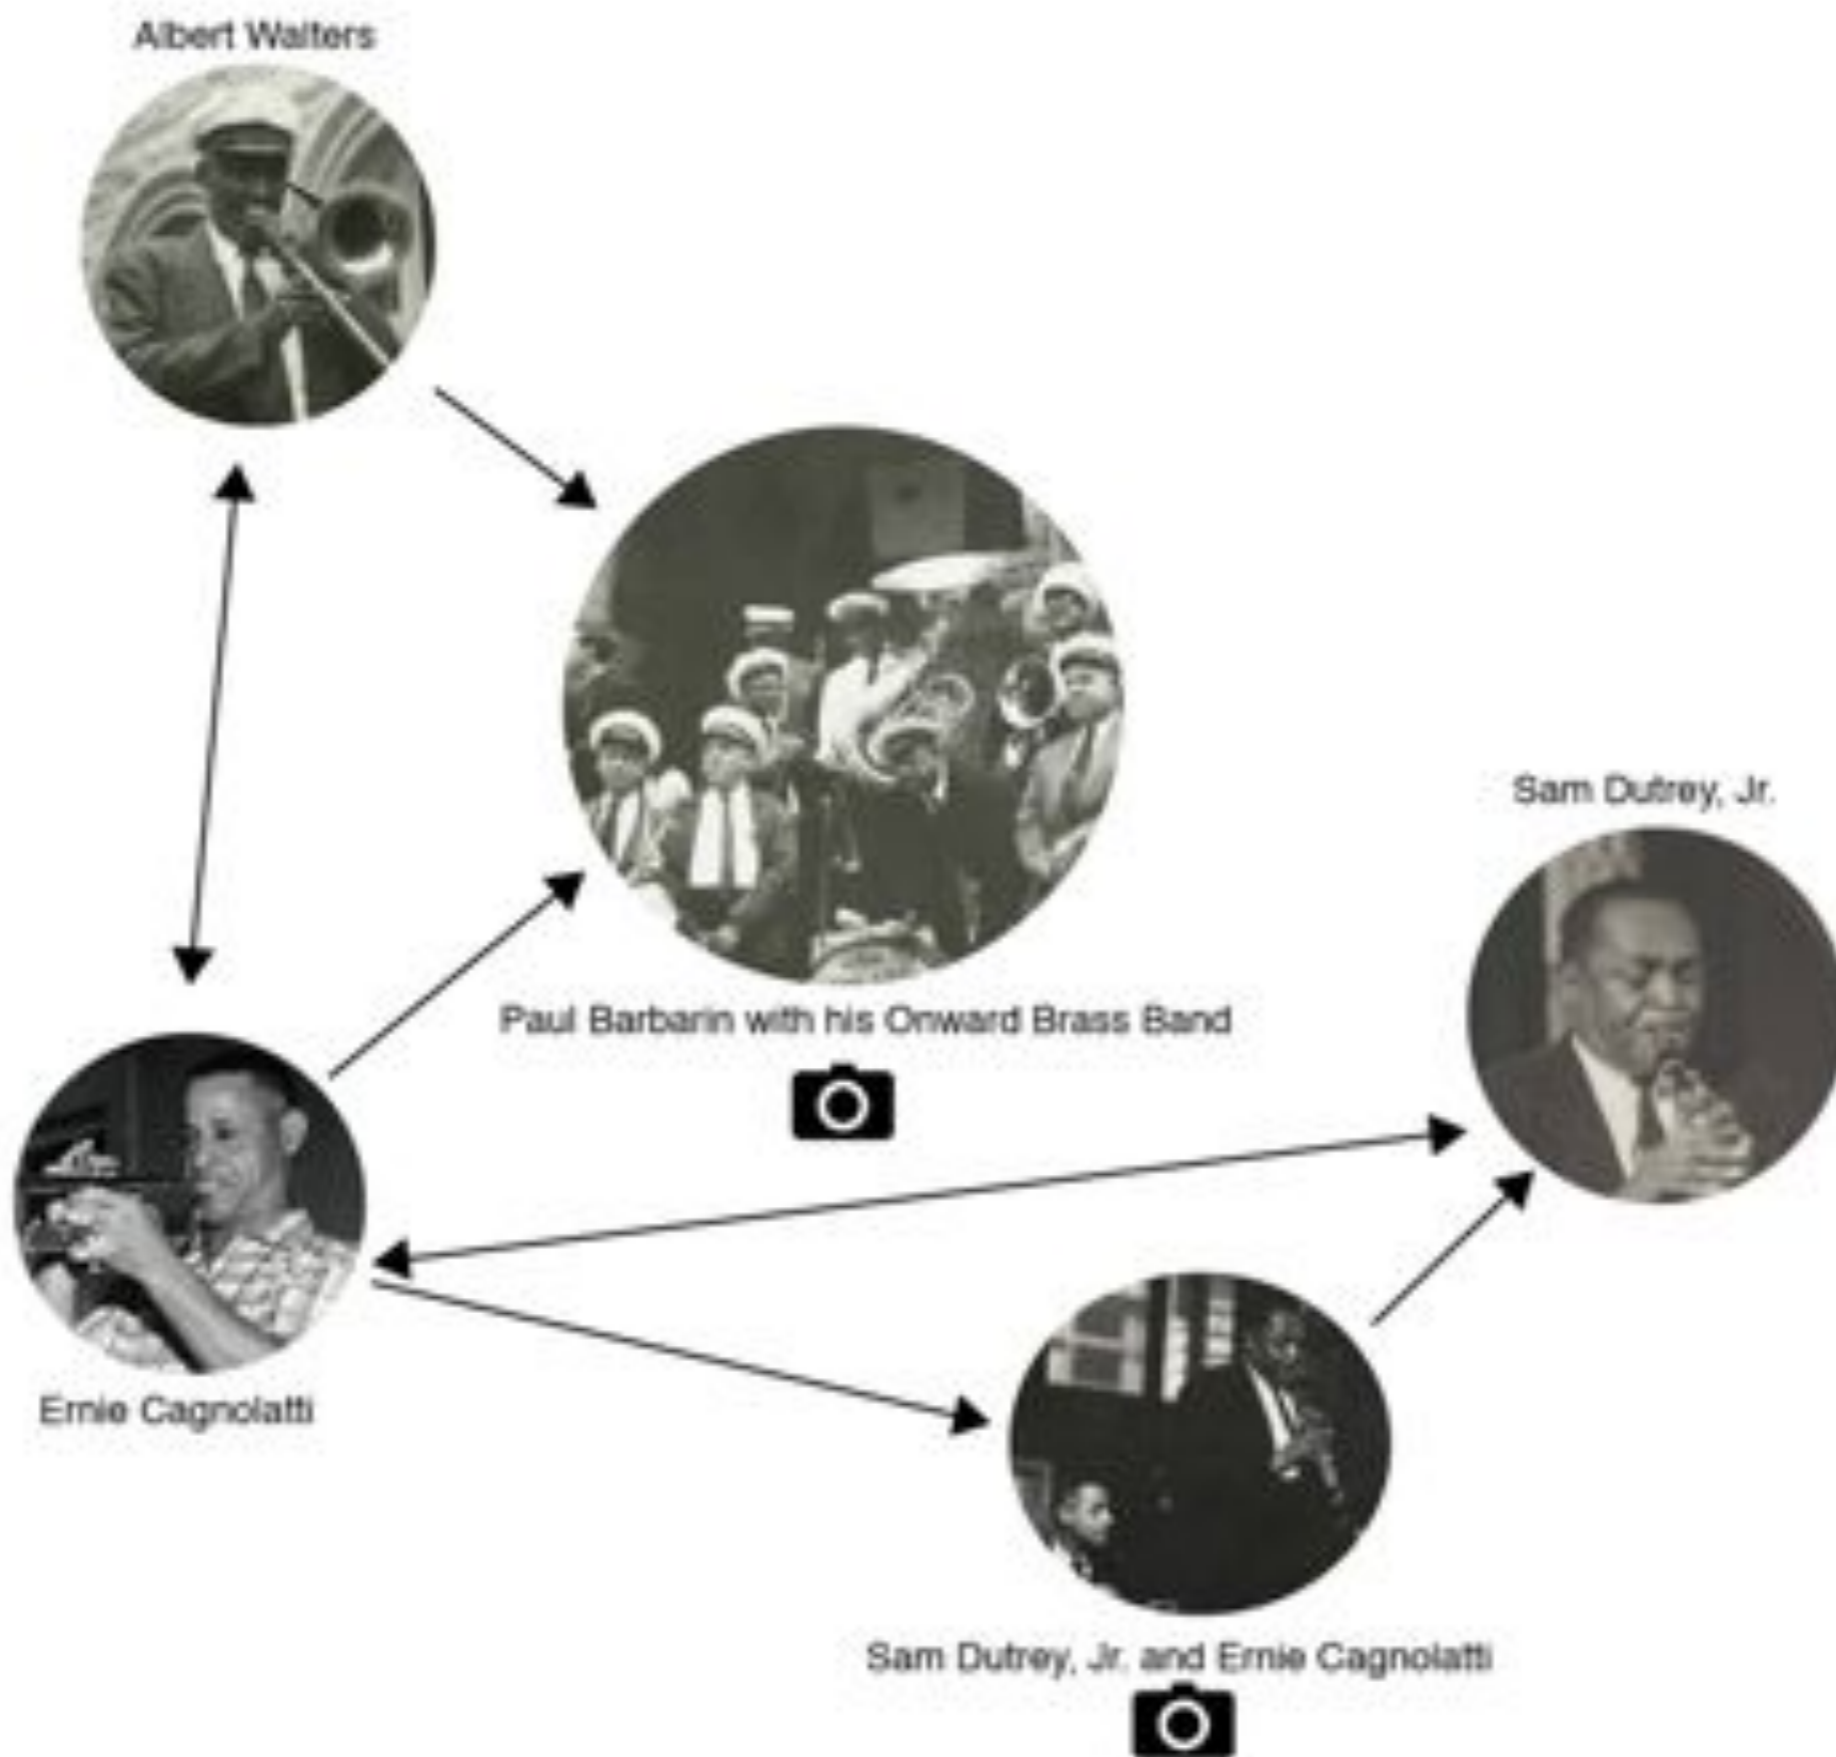 Albert Walters
Sam Dutrey, Jr.
Paul Barbarin with his Onward Brass Band
Ernie Cagnolatti
Sam Dutrey, Jr. and Ernie Cagnolatti